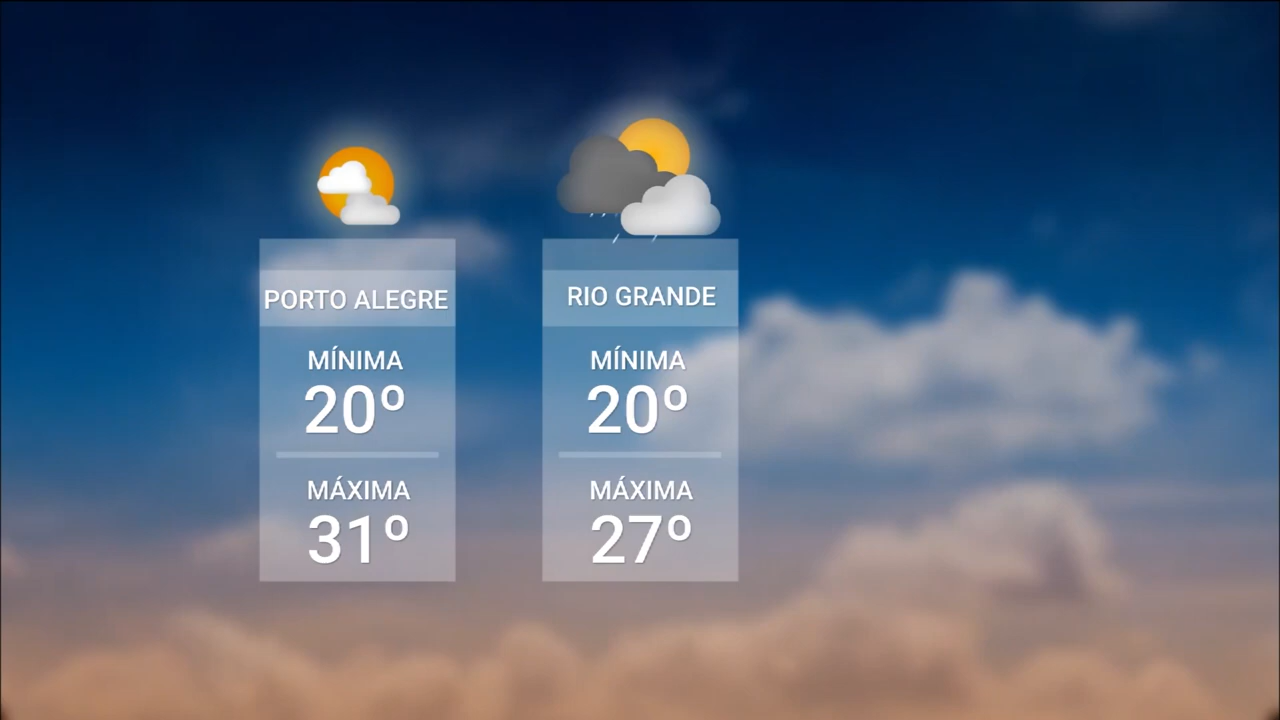 PORTO ALEGRE
MÍNIMA
20º
MÁXIMA
31º
RIO GRANDE
MÍNIMA
20º
MÁXIMA
27º